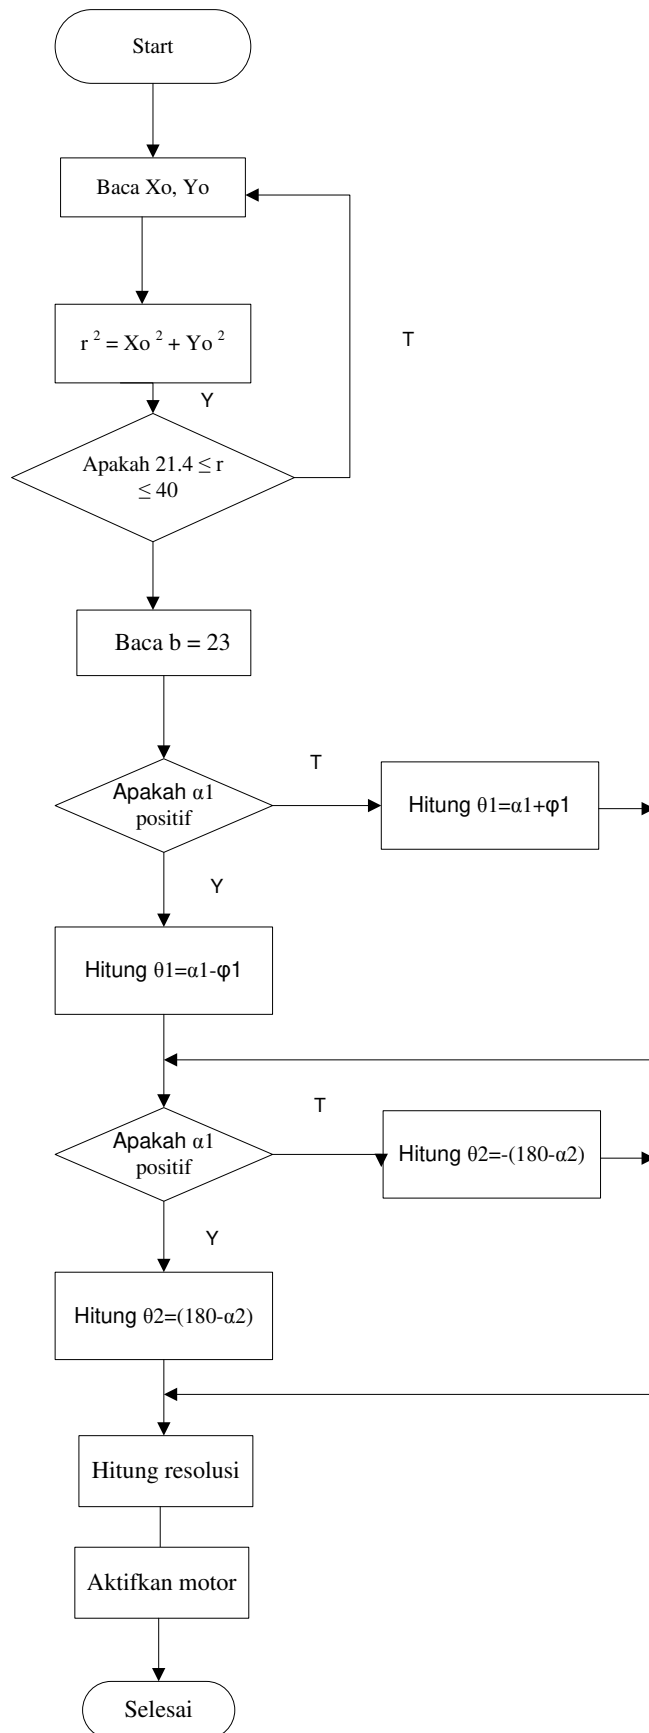 Start
Baca Xo, Yo
T
r ² = Xo ² + Yo ²
Y
Apakah 21.4 ≤ r
≤ 40
Baca b = 23
T
Apakah α1
positif
Hitung θ1=α1+φ1
Y
Hitung θ1=α1-φ1
T
Apakah α1
positif
Hitung θ2=-(180-α2)
Y
Hitung θ2=(180-α2)
Hitung resolusi
Aktifkan motor
Selesai